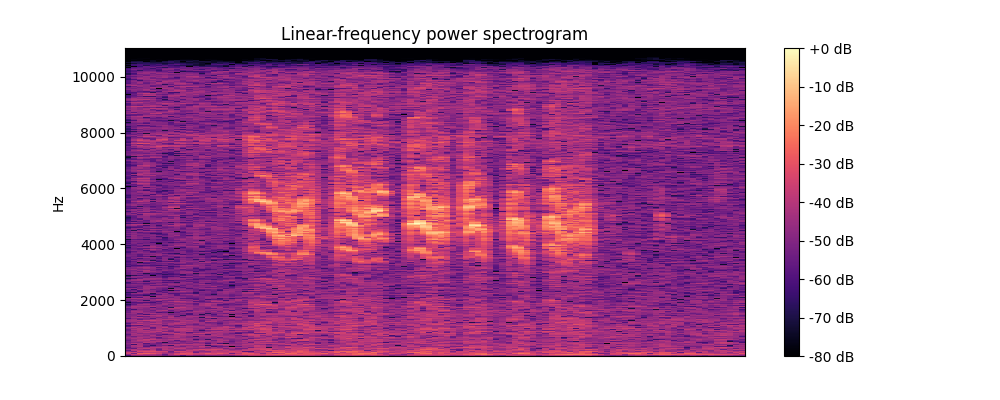 Linear-frequency power spectrogram
Hz
10000
8000
6000
4000
2000
0
+0 dB
-10 dB
-20 dB
-30 dB
-40 dB
-50 dB
-60 dB
-70 dB
-80 dB